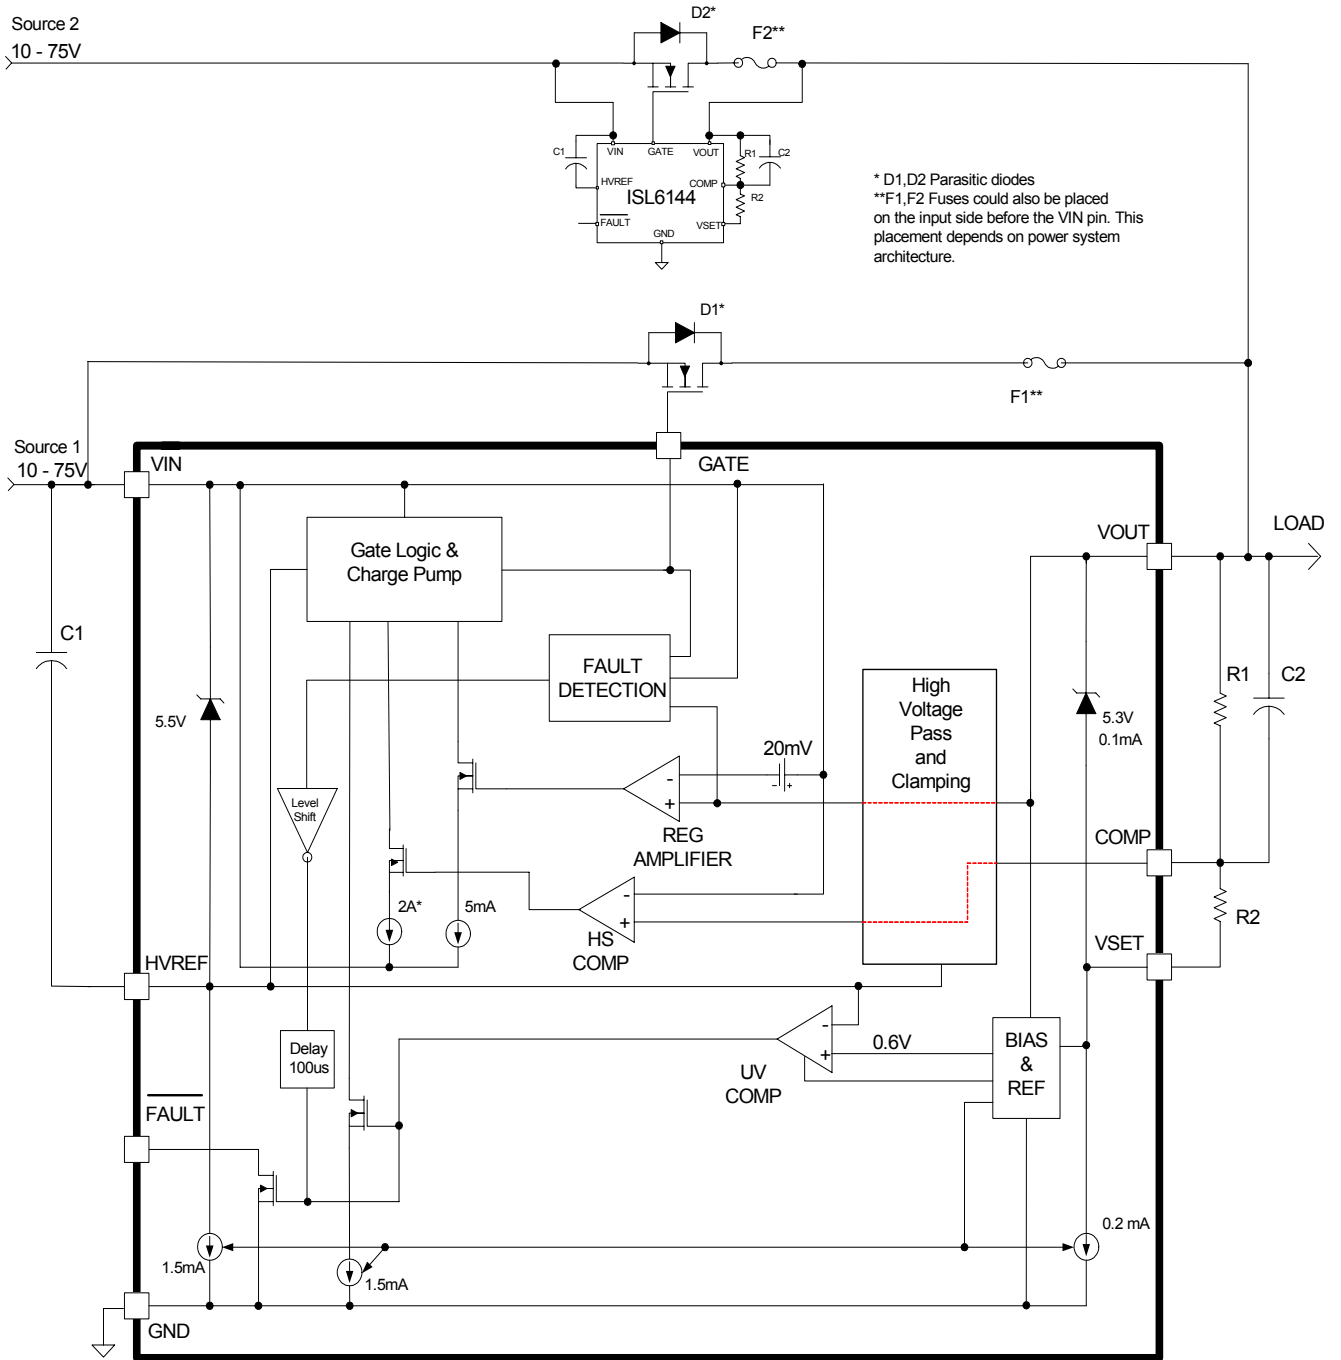 Source 2
10 - 75V
D2*
F2**
C1
VIN
GATE
VOUT
R1
C2
HVREF
COMP
ISL6144
R2
FAULT
VSET
GND
* D1,D2 Parasitic diodes
**F1,F2 Fuses could also be placed
on the input side before the VIN pin. This
placement depends on power system
architecture.
D1*
F1**
Source 1
10 - 75V
VIN
GATE
VOUT
LOAD
Gate Logic &
Charge Pump
C1
FAULT
DETECTION
High
Voltage
Pass
and
Clamping
R1
C2
5.5V
5.3V
0.1mA
20mV
-
+
- +
Level
Shift
REG
AMPLIFIER
COMP
2A*
5mA
-
+
HS
COMP
R2
VSET
HVREF
Delay
100us
-
+
0.6V
UV
COMP
BIAS
&
REF
FAULT
0.2 mA
1.5mA
1.5mA
GND